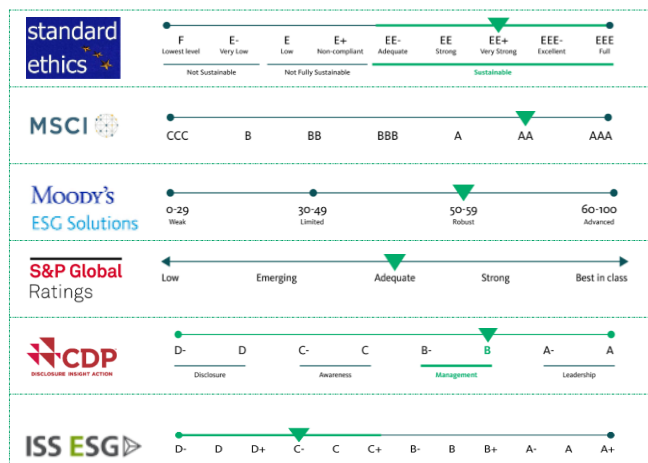 standard
ethics
F E- E E+ EE- EE EE+ EEE- EEE
Lowest level Very Low Low Non-compliant Adequate Strong Very Strong Excellent Full
Not Sustainable Not Fully Sustainable Sustainable
MSCI
CCC B BB BBB A AA AAA
MOODY'S
ESG Solutions
0-29 30-49 50-59 60-100
Weak Limited Robust Advanced
S&P Global
Ratings
Low Emerging Adequate Strong Best in class
CDP
DISCLOSURE INSIGHT ACTION
D- D C- C B- B A- A
Disclosure Awareness Management Leadership
ISS ESG
D- D D+ C- C C+ B- B B+ A- A A+